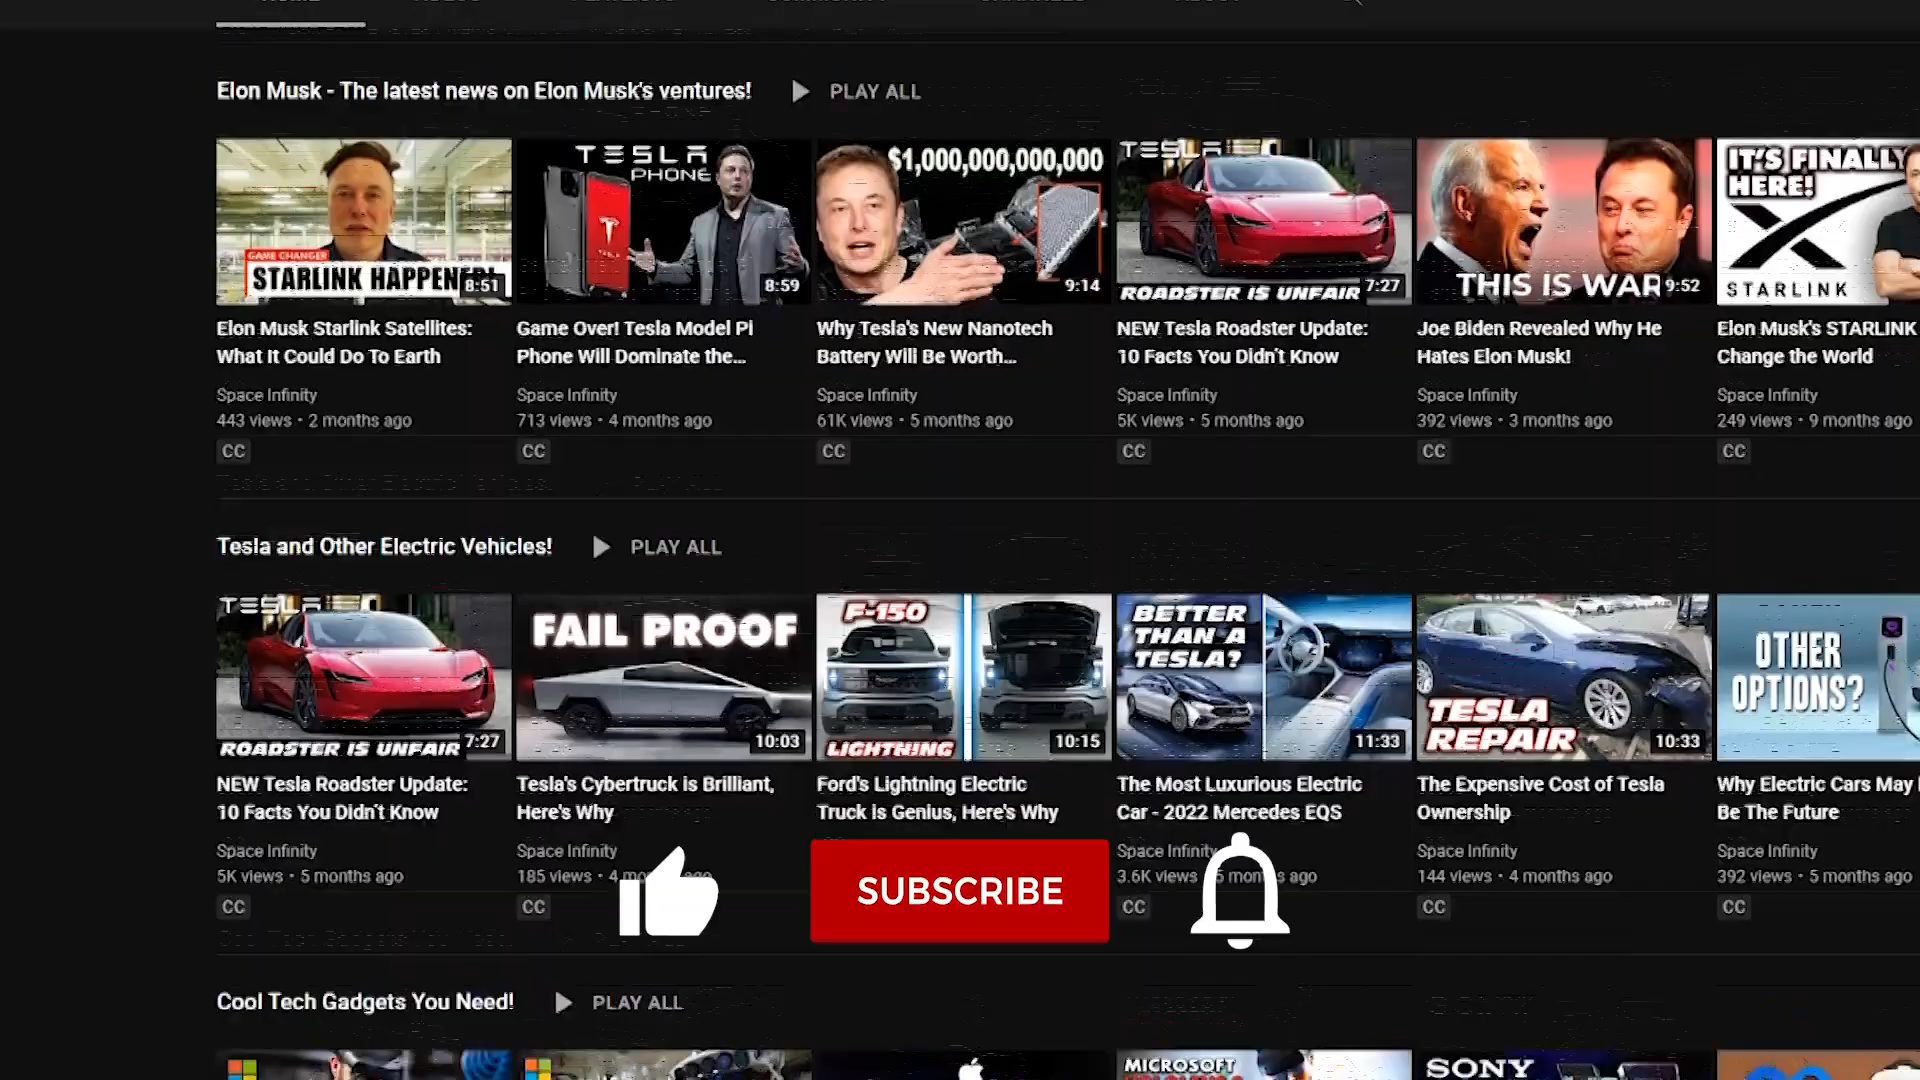 Elon Musk - The latest news on Elon Musk's ventures! PLAY ALL
GAME CHANGER
STARLINK HAPPENED!
8:51
TESLA
PHONE
8:59
$1,000,000,000,000
9:14
TESLA
ROADSTER IS UNFAIR
7:27
THIS IS WAR
9:52
IT'S FINALLY
HERE!
STARLINK
Elon Musk Starlink Satellites:
What It Could Do To Earth
Space Infinity
443 views • 2 months ago
CC
Game Over! Tesla Model Pi
Phone Will Dominate the...
Space Infinity
713 views • 4 months ago
CC
Why Tesla's New Nanotech
Battery Will Be Worth...
Space Infinity
61K views • 5 months ago
CC
NEW Tesla Roadster Update:
10 Facts You Didn't Know
Space Infinity
5K views • 5 months ago
CC
Joe Biden Revealed Why He
Hates Elon Musk!
Space Infinity
392 views • 3 months ago
CC
Elon Musk's STARLINK
Change the World
Space Infinity
249 views • 9 months ago
CC
Tesla and Other Electric Vehicles! PLAY ALL
TESLA
ROADSTER IS UNFAIR
7:27
FAIL PROOF
10:03
F-150
LIGHTNING
10:15
BETTER
THAN A
TESLA?
11:33
TESLA
REPAIR
10:33
OTHER
OPTIONS?
NEW Tesla Roadster Update:
10 Facts You Didn't Know
Space Infinity
5K views • 5 months ago
CC
Tesla's Cybertruck is Brilliant,
Here's Why
Space Infinity
185 views • 4
CC
Ford's Lightning Electric
Truck is Genius, Here's Why
SUBSCRIBE
The Most Luxurious Electric
Car - 2022 Mercedes EQS
Space Infinity
3.6K views ago
CC
The Expensive Cost of Tesla
Ownership
Space Infinity
144 views • 4 months ago
CC
Why Electric Cars May
Be The Future
Space Infinity
392 views • 5 months ago
CC
Cool Tech Gadgets You Need! PLAY ALL
MICROSOFT
SONY